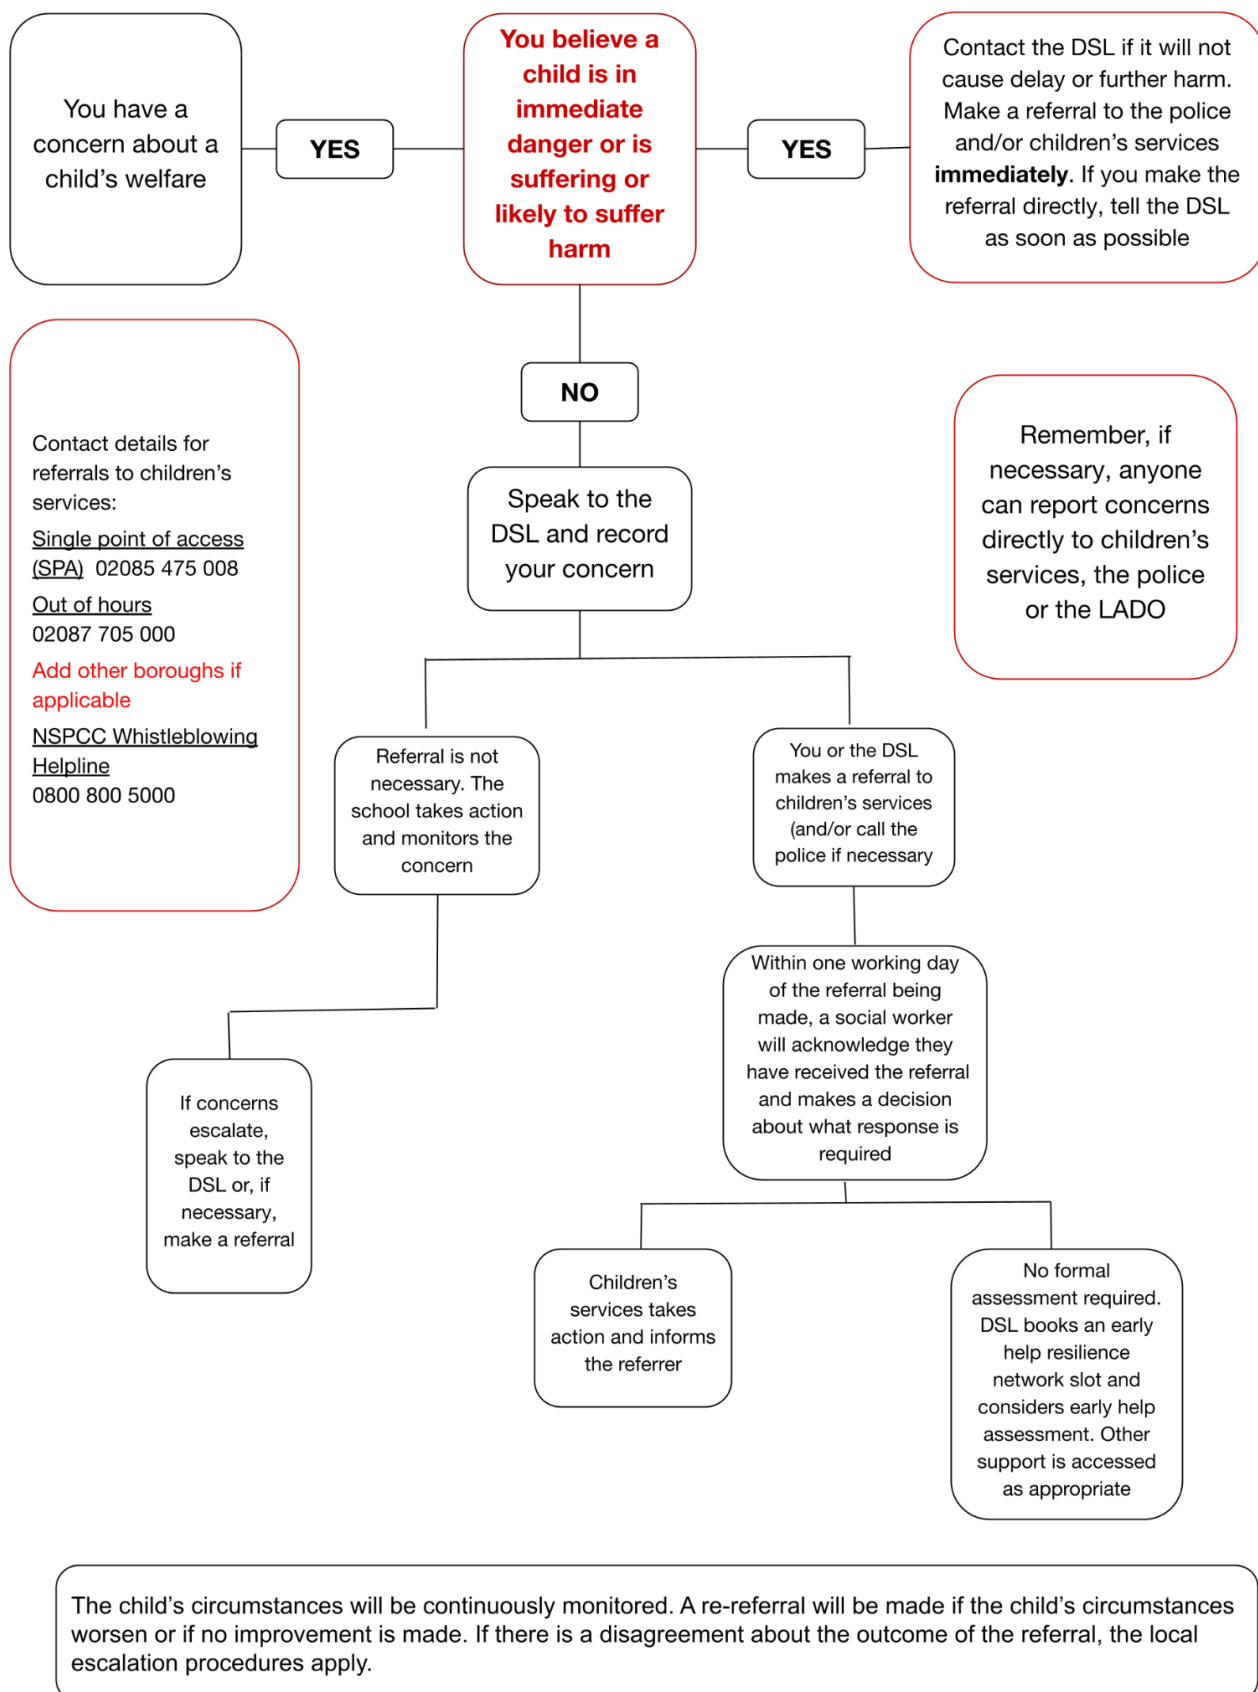 You have a
concern about a
child’s welfare
YES
You believe a
child is in
immediate
danger or is
suffering or
likely to suffer
harm
YES
Contact the DSL if it will not
cause delay or further harm.
Make a referral to the police
and/or children’s services
immediately. If you make the
referral directly, tell the DSL
as soon as possible
NO
Contact details for
referrals to children’s
services:
Single point of access
(SPA) 02085 475 008
Out of hours
02087 705 000
Add other boroughs if
applicable
NSPCC Whistleblowing
Helpline
0800 800 5000
Speak to the
DSL and record
your concern
Remember, if
necessary, anyone
can report concerns
directly to children’s
services, the police
or the LADO
Referral is not
necessary. The
school takes action
and monitors the
concern
You or the DSL
makes a referral to
children’s services
(and/or call the
police if necessary
Within one working day
of the referral being
made, a social worker
will acknowledge they
have received the referral
and makes a decision
about what response is
required
If concerns
escalate,
speak to the
DSL or, if
necessary,
make a referral
Children’s
services takes
action and informs
the referrer
No formal
assessment required.
DSL books an early
help resilience
network slot and
considers early help
assessment. Other
support is accessed
as appropriate
The child’s circumstances will be continuously monitored. A re-referral will be made if the child’s circumstances
worsen or if no improvement is made. If there is a disagreement about the outcome of the referral, the local
escalation procedures apply.